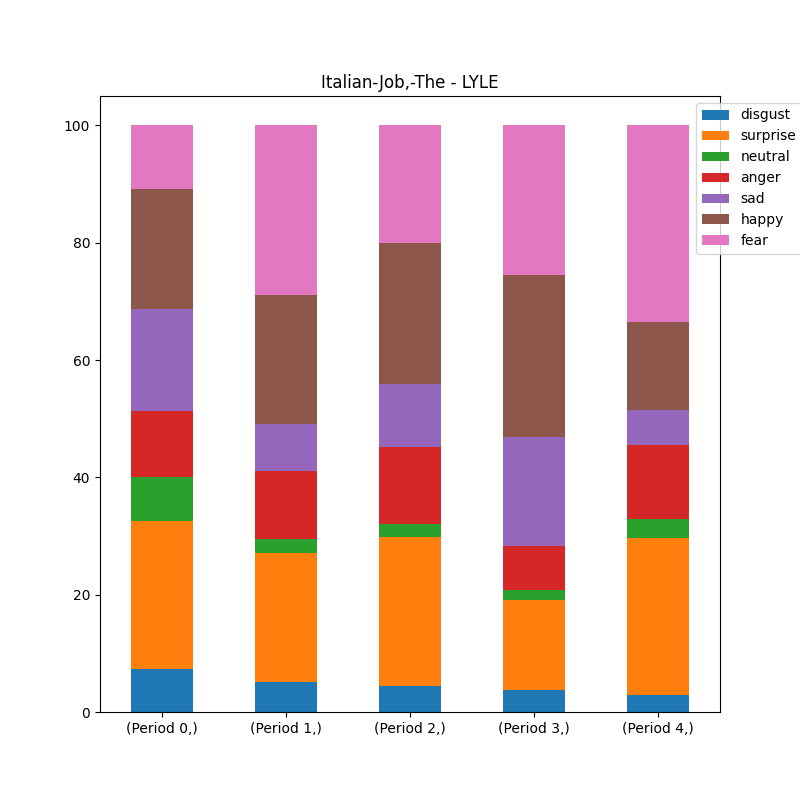 Italian-Job,-The - LYLE
disgust
surprise
neutral
anger
sad
happy
fear
100
80
60
40
20
0
(Period 0,)
(Period 1,)
(Period 2,)
(Period 3,)
(Period 4,)